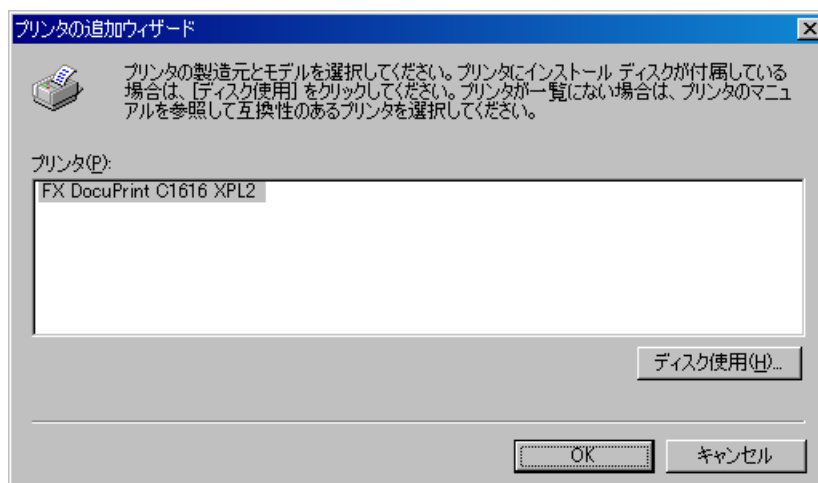 プリンタの追加ウィザード
プリンタの製造元とモデルを選択してください。プリンタにインストール ディスクが付属している
場合は、[ディスク使用] をクリックしてください。プリンタが一覧にない場合は、プリンタのマニュ
アルを参照して互換性のあるプリンタを選択してください。
プリンタ(P):
FX DocuPrint C1616 XPL2
ディスク使用(H)...
OK
キャンセル